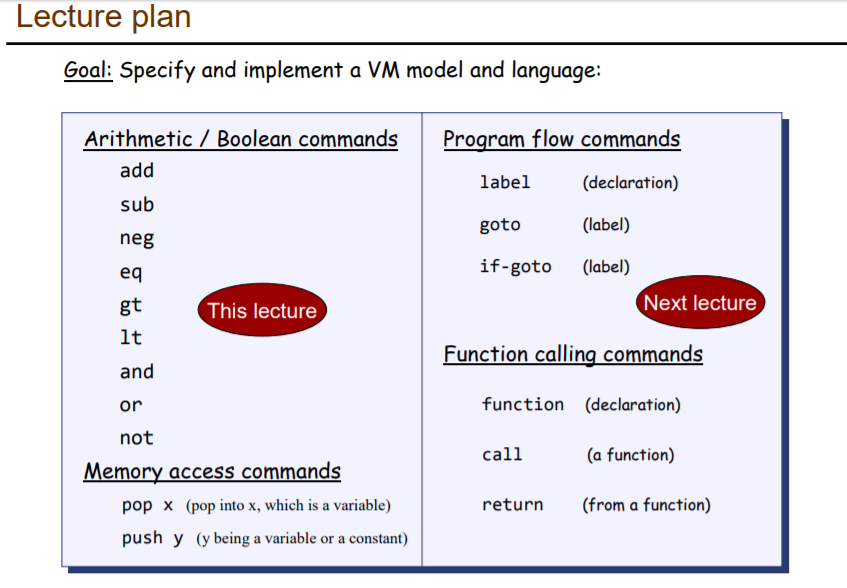 Lecture plan
Goal: Specify and implement a VM model and language:
Arithmetic / Boolean commands
add
sub
neg
eq
gt
lt
and
or
not
This lecture
Memory access commands
pop x (pop into x, which is a variable)
push y (y being a variable or a constant)
Program flow commands
label (declaration)
goto (label)
if-goto (label)
Next lecture
Function calling commands
function (declaration)
call (a function)
return (from a function)